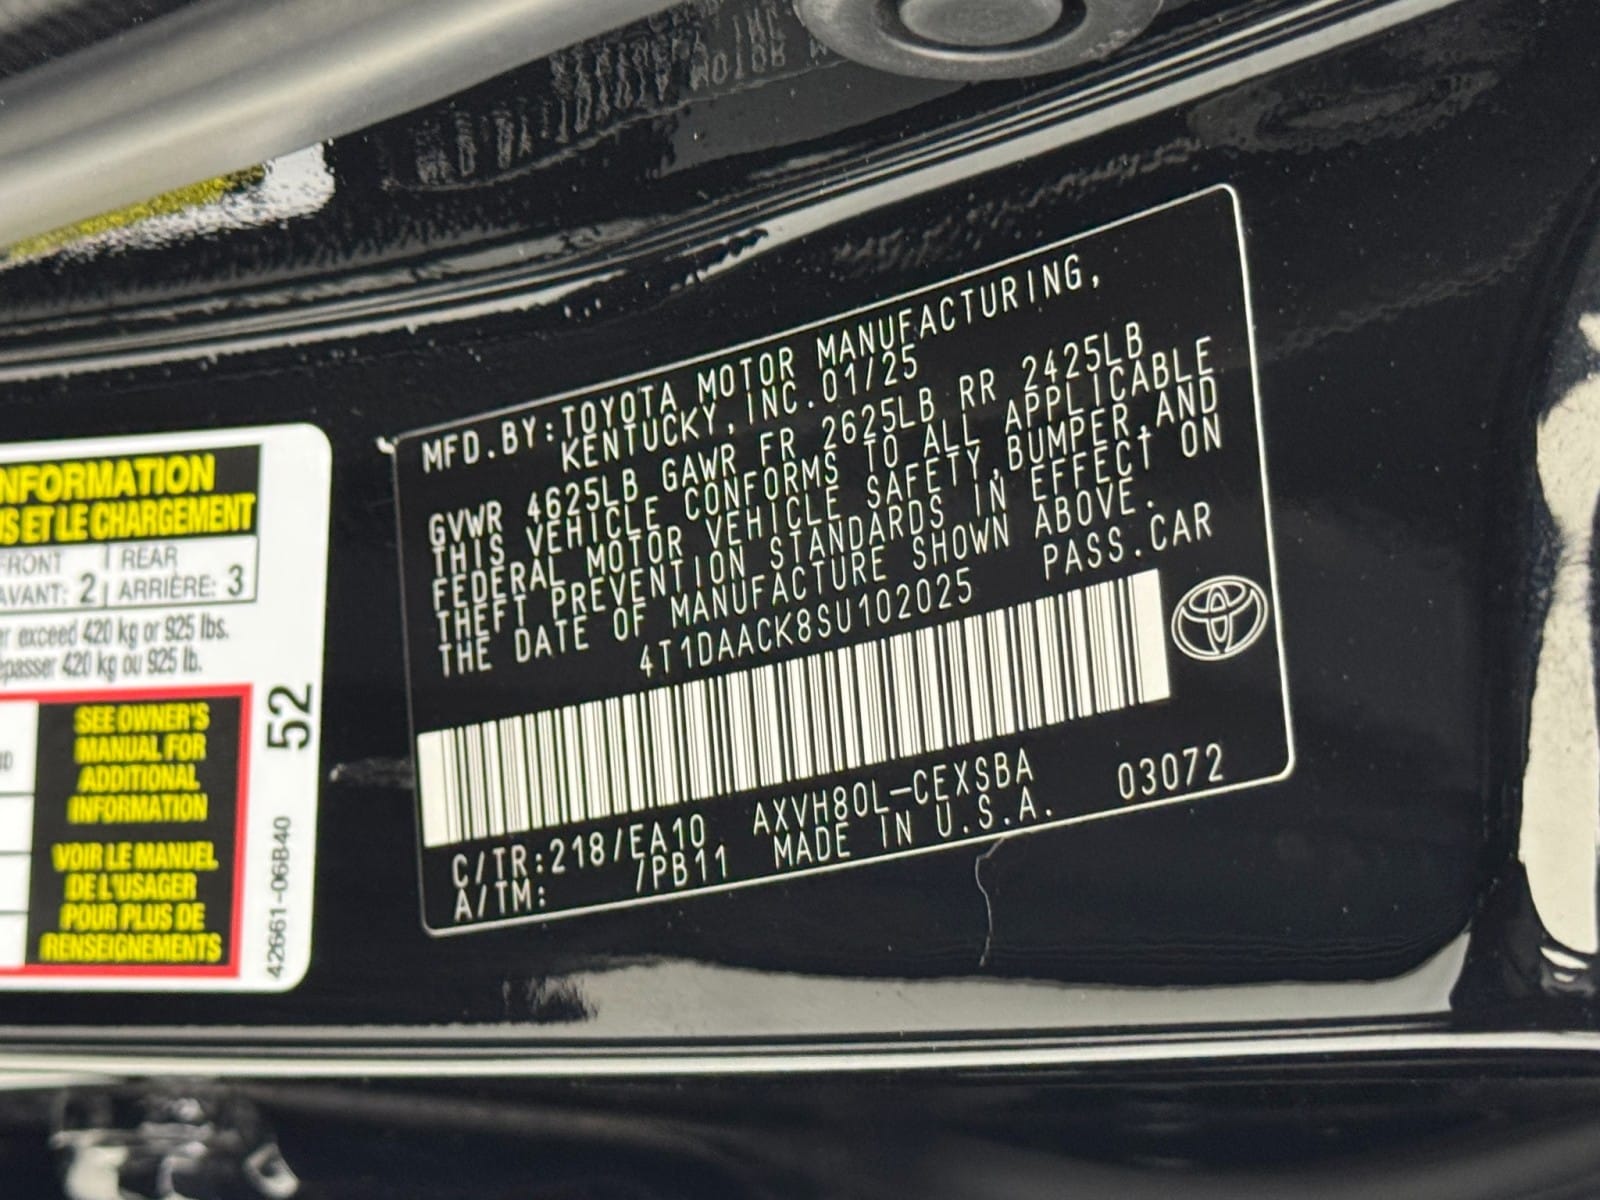 NFORMATION
US ET LE CHARGEMENT
FRONT
AVANT: 2
REAR
ARRIÈRE: 3
er exceed 420 kg or 925 lbs.
épasser 420 kg ou 925 lb.
SEE OWNER'S
MANUAL FOR
ADDITIONAL
INFORMATION
VOIR LE MANUEL
DE L'USAGER
POUR PLUS DE
RENSEIGNEMENTS
52
42661-06B40
MFD.BY:TOYOTA MOTOR MANUFACTURING,
KENTUCKY,INC.01/25
GVWR 4625LB GAWR FR 2625LB RR 2425LB
THIS VEHICLE CONFORMS TO ALL APPLICABLE
FEDERAL MOTOR VEHICLE SAFETY,BUMPER,AND
THEFT PREVENTION STANDARDS IN EFFECT ON
THE DATE OF MANUFACTURE SHOWN ABOVE.
4T1DAACK8SU102025 PASS.CAR
C/TR:218/EA10 AXVH80L-CEXSBA 03072
A/TM: /PB11 MADE IN U.S.A.